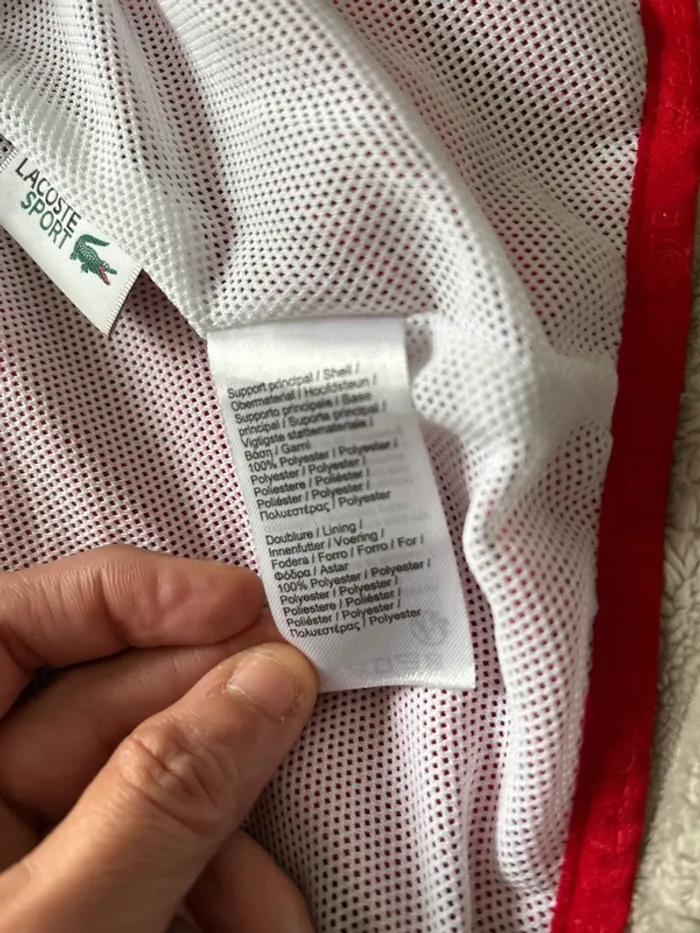 LACOSTE
SPORT
Support principal / Shell /
Obermaterial / Hoofdsteun /
Supporto principale / Base
principal / Suporte principal /
Vigtigste støttemateriale /
Βάση / Garni
100% Polyester / Polyester /
Polyester / Polyester /
Poliestere / Poliéster /
Poliéster / Polyester /
Πολυεστέρας / Polyester
Doublure / Lining /
Innenfutter / Voering /
Fodera / Forro / Forro / For /
Φόδρα / Astar
100% Polyester / Polyester /
Polyester / Polyester /
Poliestere / Poliéster /
Poliéster / Polyester /
Πολυεστέρας / Polyester